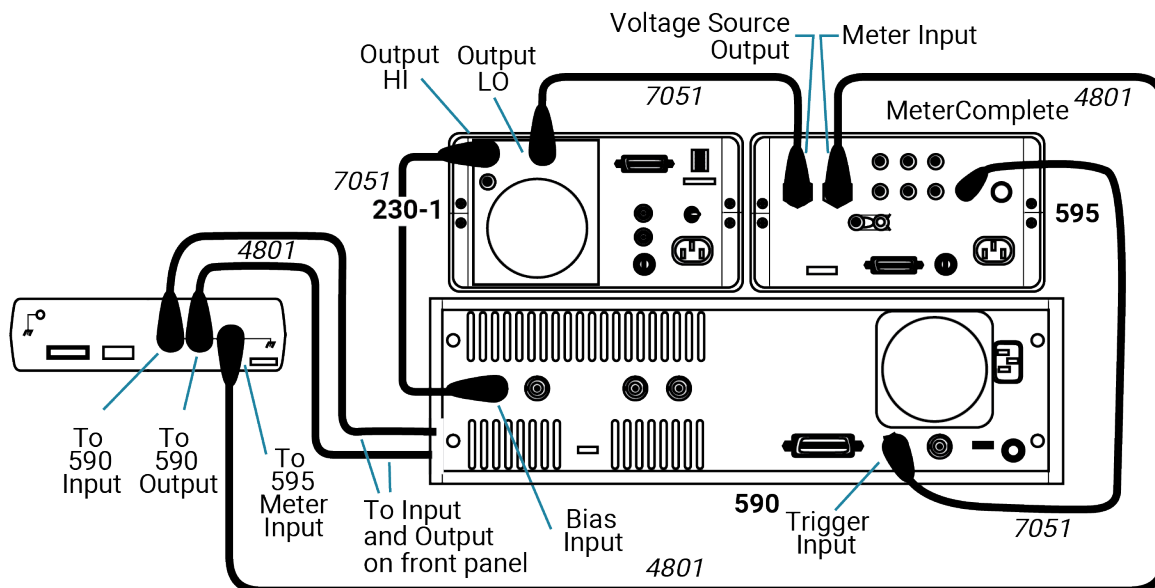 Voltage Source
Output
Meter Input
Output
HI
Output
LO
7051
4801
MeterComplete
7051
230-1
595
4801
To
590
Input
To
590
Output
To
595
Meter
Input
To Input
and Output
on front panel
Bias
Input
590
Trigger
Input
7051
4801